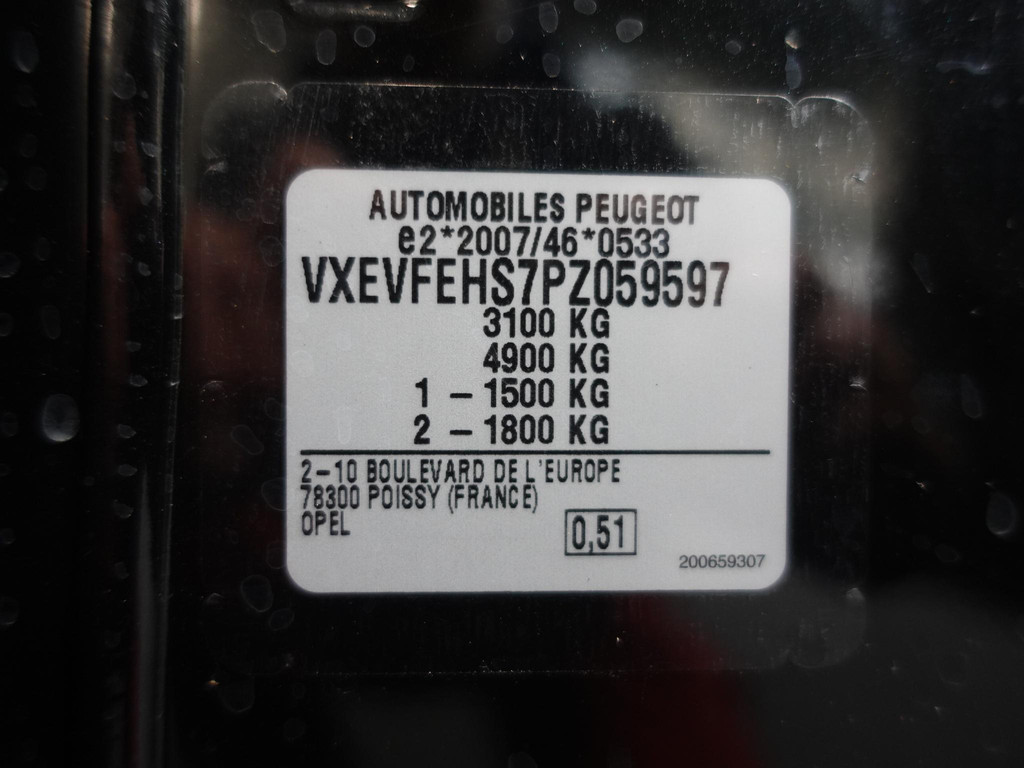 AUTOMOBILES PEUGEOT
e2*2007/46*0533
VXEVFEHS7PZ059597
3100 KG
4900 KG
1 - 1500 KG
2 - 1800 KG
2-10 BOULEVARD DE L'EUROPE
78300 POISSY (FRANCE)
OPEL
0,51
200659307